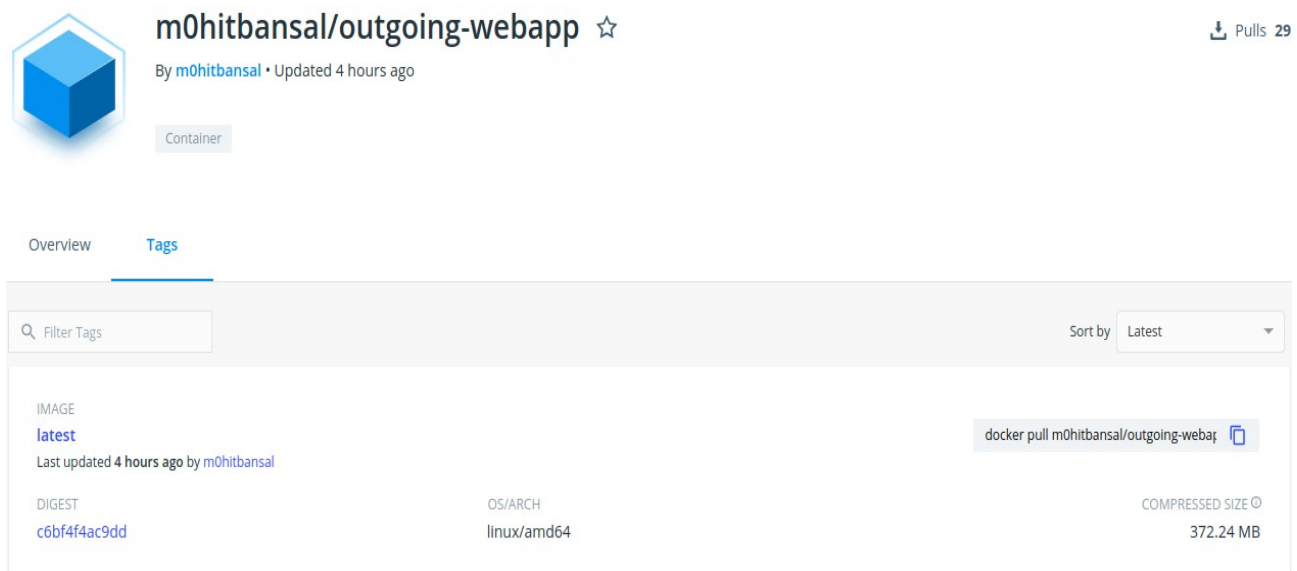 m0hitbansal/outgoing-webapp
Pulls 29
By m0hitbansal • Updated 4 hours ago
Container
Overview Tags
Filter Tags
Sort by Latest
IMAGE
latest
docker pull m0hitbansal/outgoing-webap
Last updated 4 hours ago by m0hitbansal
DIGEST OS/ARCH COMPRESSED SIZE
c6bf4f4ac9dd linux/amd64 372.24 MB